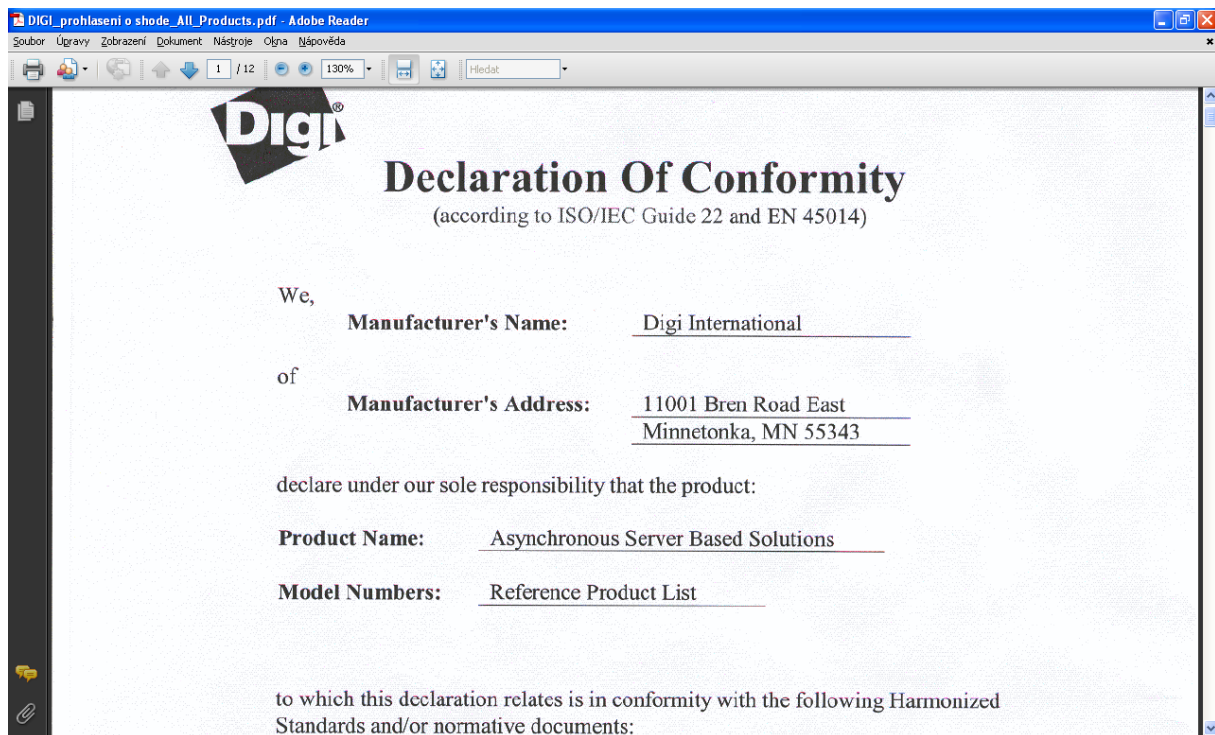 DIGI_prohlaseni o shode_All_Products.pdf - Adobe Reader
Soubor Úpravy Zobrazení Dokument Nástroje Okna Nápověda
1 / 12 130% Hledat
Digi®
Declaration Of Conformity
(according to ISO/IEC Guide 22 and EN 45014)
We,
Manufacturer's Name: Digi International
of
Manufacturer's Address: 11001 Bren Road East
Minnetonka, MN 55343
declare under our sole responsibility that the product:
Product Name: Asynchronous Server Based Solutions
Model Numbers: Reference Product List
to which this declaration relates is in conformity with the following Harmonized
Standards and/or normative documents: